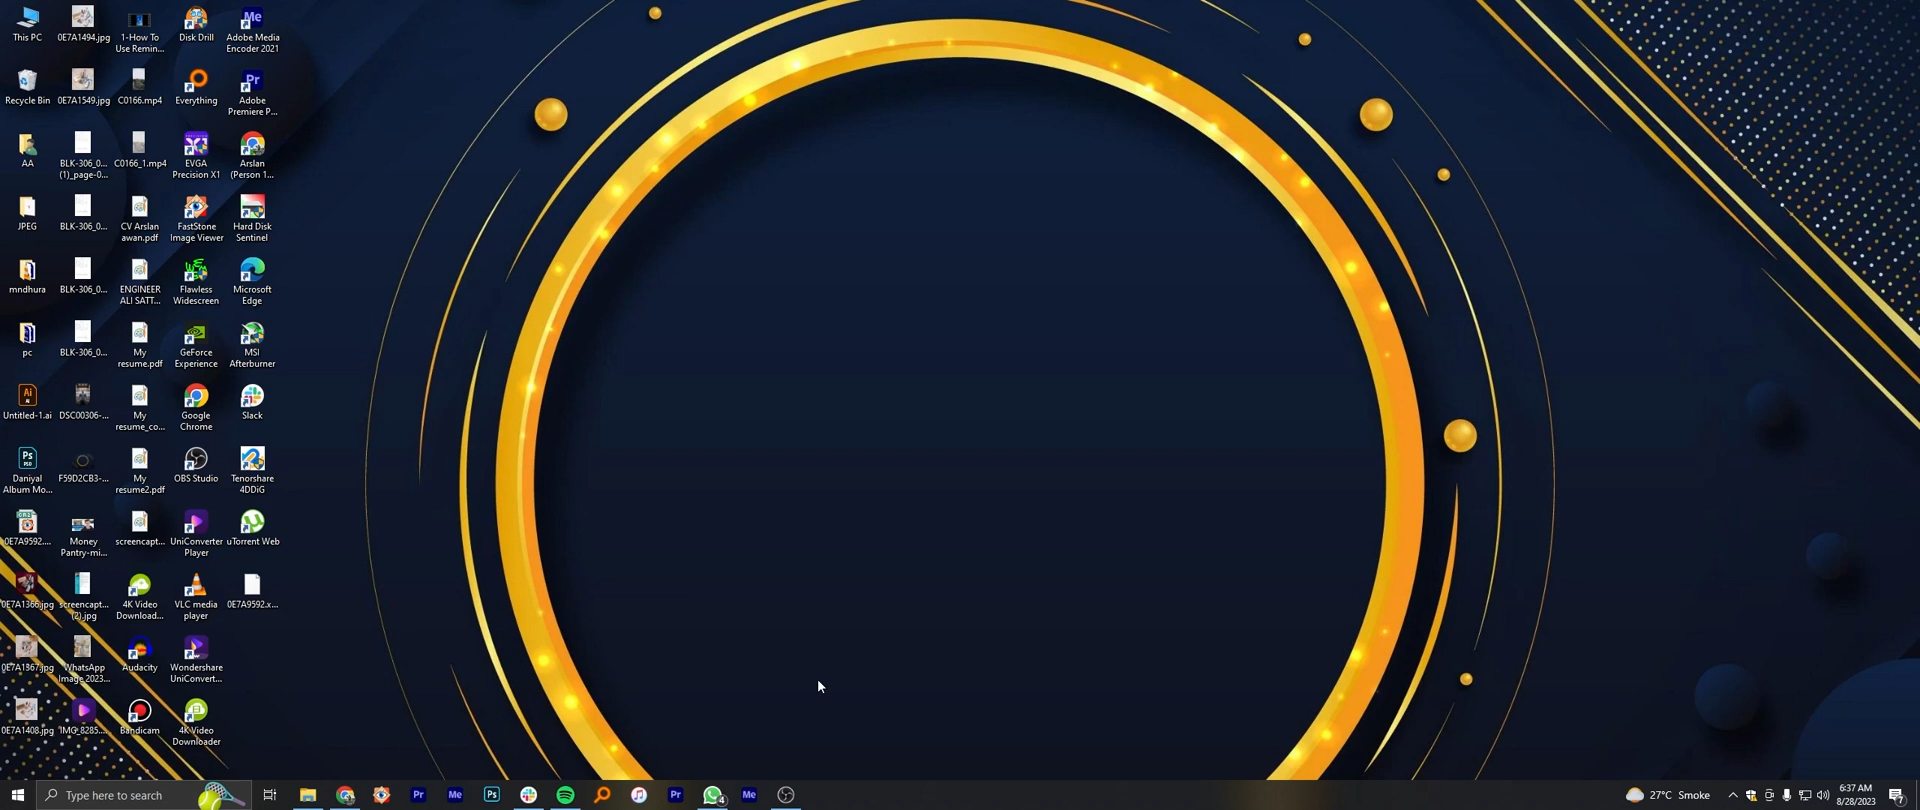 This PC
0E7A1494.jpg
1-How To
Use Remin...
Disk Drill
Adobe Media
Encoder 2021
Recycle Bin
0E7A1549.jpg
C0166.mp4
Everything
Adobe
Premiere P...
AA
BLK-306_0...
(1)_page-0...
C0166_1.mp4
EVGA
Precision X1
Arslan
(Person 1...
JPEG
BLK-306_0...
CV Arslan
awan.pdf
FastStone
Image Viewer
Hard Disk
Sentinel
mndhura
BLK-306_0...
ENGINEER
ALI SATT...
Flawless
Widescreen
Microsoft
Edge
pc
BLK-306_0...
My
resume.pdf
GeForce
Experience
MSI
Afterburner
Untitled-1.ai
DSC00306-...
My
resume_co...
Google
Chrome
Slack
Daniyal
Album Mo...
F59D2CB3-...
My
resume2.pdf
OBS Studio
Tenorshare
4DDiG
0E7A9592....
Money
Pantry-mi...
screencapt...
UniConverter
Player
uTorrent Web
0E7A1366.jpg
screencapt...
(2).jpg
4K Video
Download...
VLC media
player
0E7A9592.x...
0E7A1367.jpg
WhatsApp
Image 2023...
Audacity
Wondershare
UniConvert...
0E7A1408.jpg
IMG_8285....
Bandicam
4K Video
Downloader
Type here to search
27°C Smoke
6:37 AM
8/28/2023